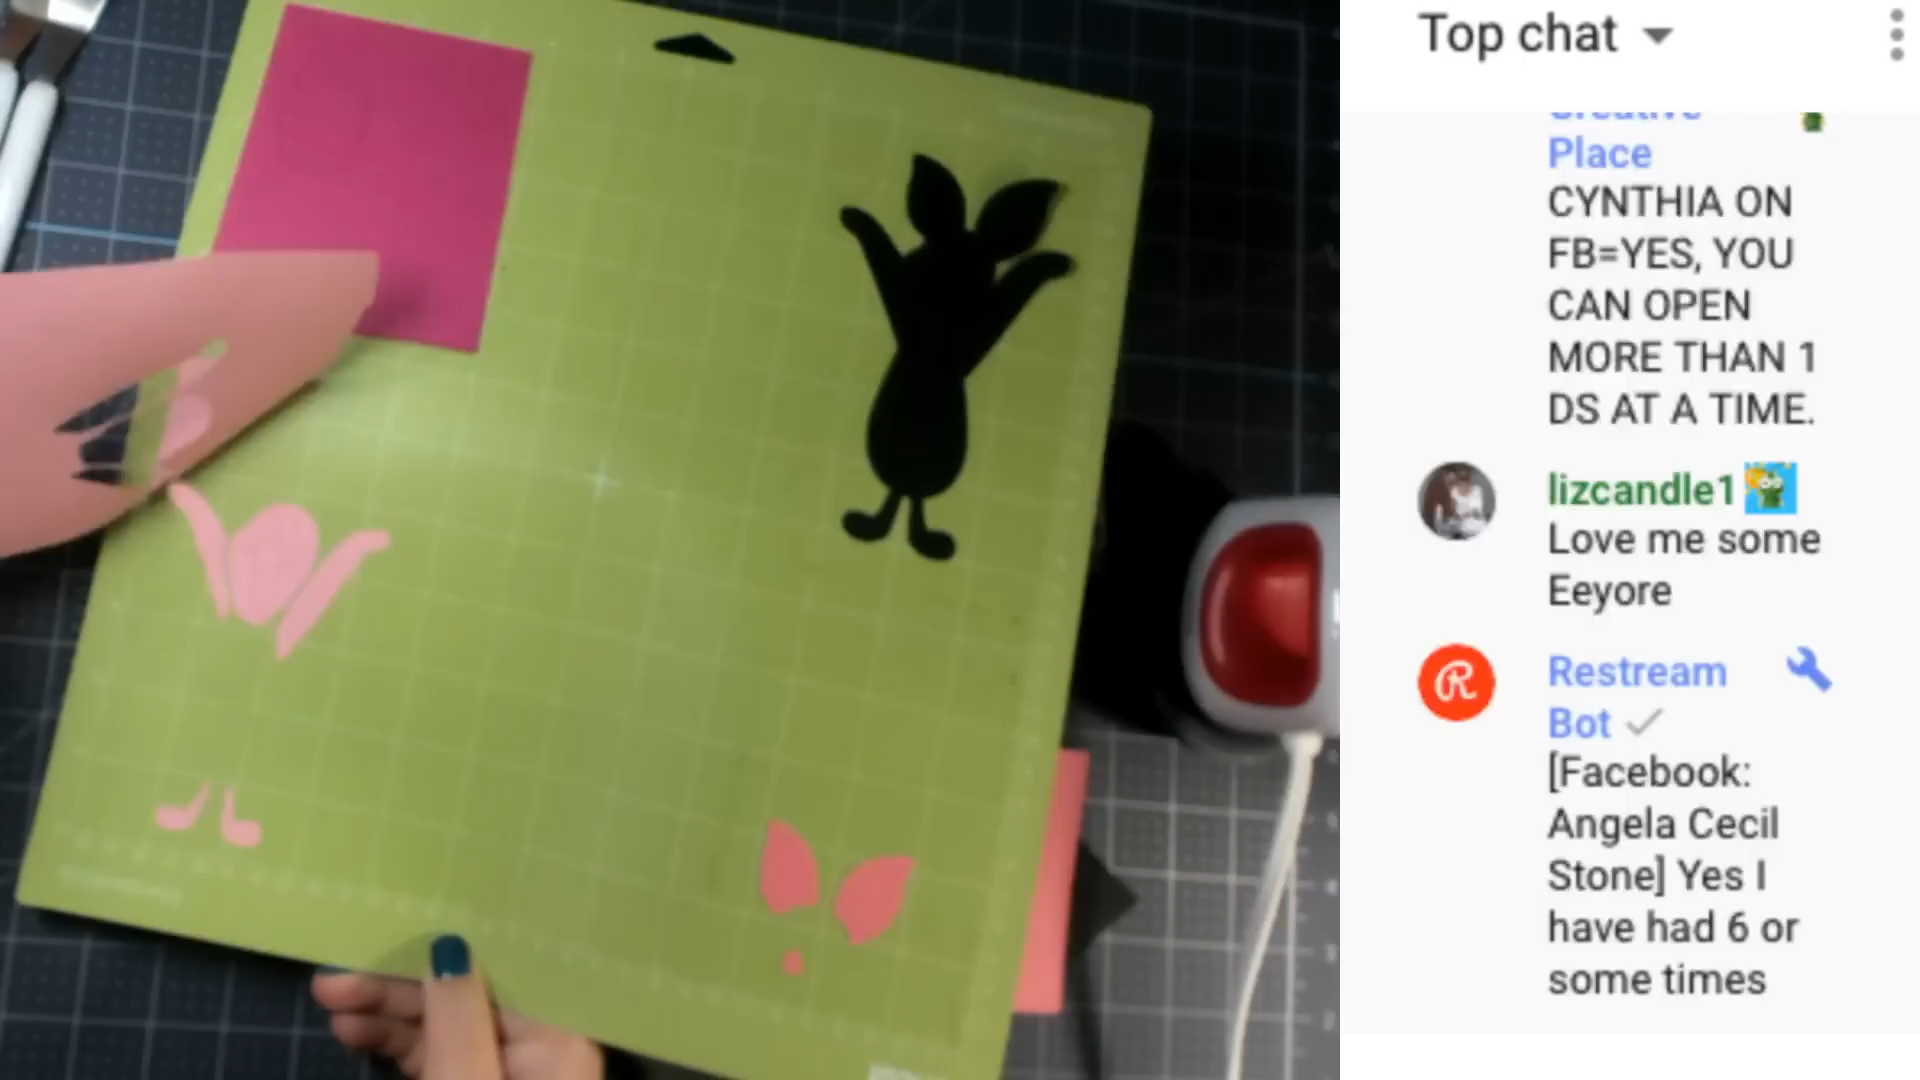 Top chat
Creative
Place
CYNTHIA ON
FB=YES, YOU
CAN OPEN
MORE THAN 1
DS AT A TIME.
lizcandle1
Love me some
Eeyore
Restream
Bot
[Facebook:
Angela Cecil
Stone] Yes I
have had 6 or
some times